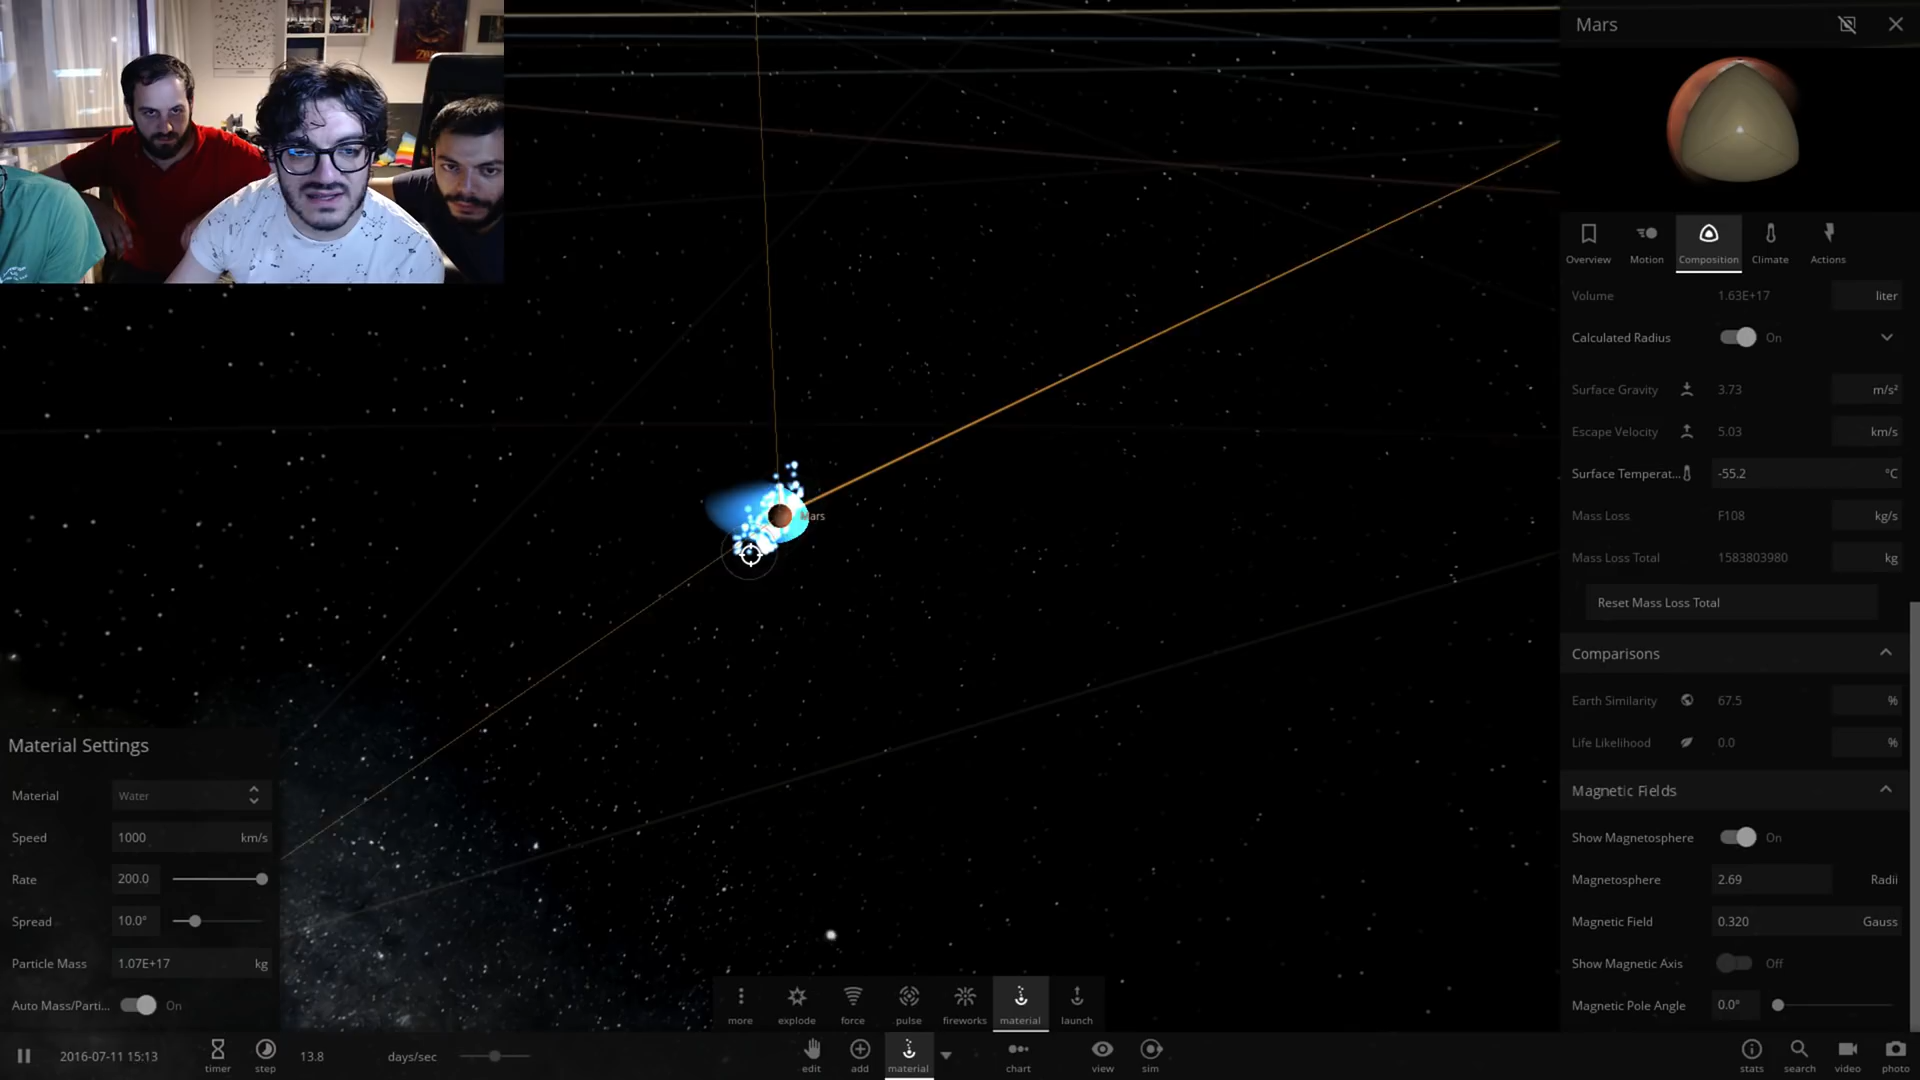 Mars
Overview
Motion
Composition
Climate
Actions
Volume 1.63E+17 liter
Calculated Radius On
Surface Gravity 3.73 m/s²
Escape Velocity 5.03 km/s
Surface Temperat... -55.2 °C
Mass Loss F108 kg/s
Mass Loss Total 1583803980 kg
Reset Mass Loss Total
Comparisons
Earth Similarity 67.5 %
Life Likelihood 0.0 %
Magnetic Fields
Show Magnetosphere On
Magnetosphere 2.69 Radii
Magnetic Field 0.320 Gauss
Show Magnetic Axis Off
Magnetic Pole Angle 0.0°
Mars
Material Settings
Material Water
Speed 1000 km/s
Rate 200.0
Spread 10.0°
Particle Mass 1.07E+17 kg
Auto Mass/Parti... On
more explode force pulse fireworks material launch
2016-07-11 15:13
timer
step
13.8 days/sec
edit add material chart view sim
stats search video photo